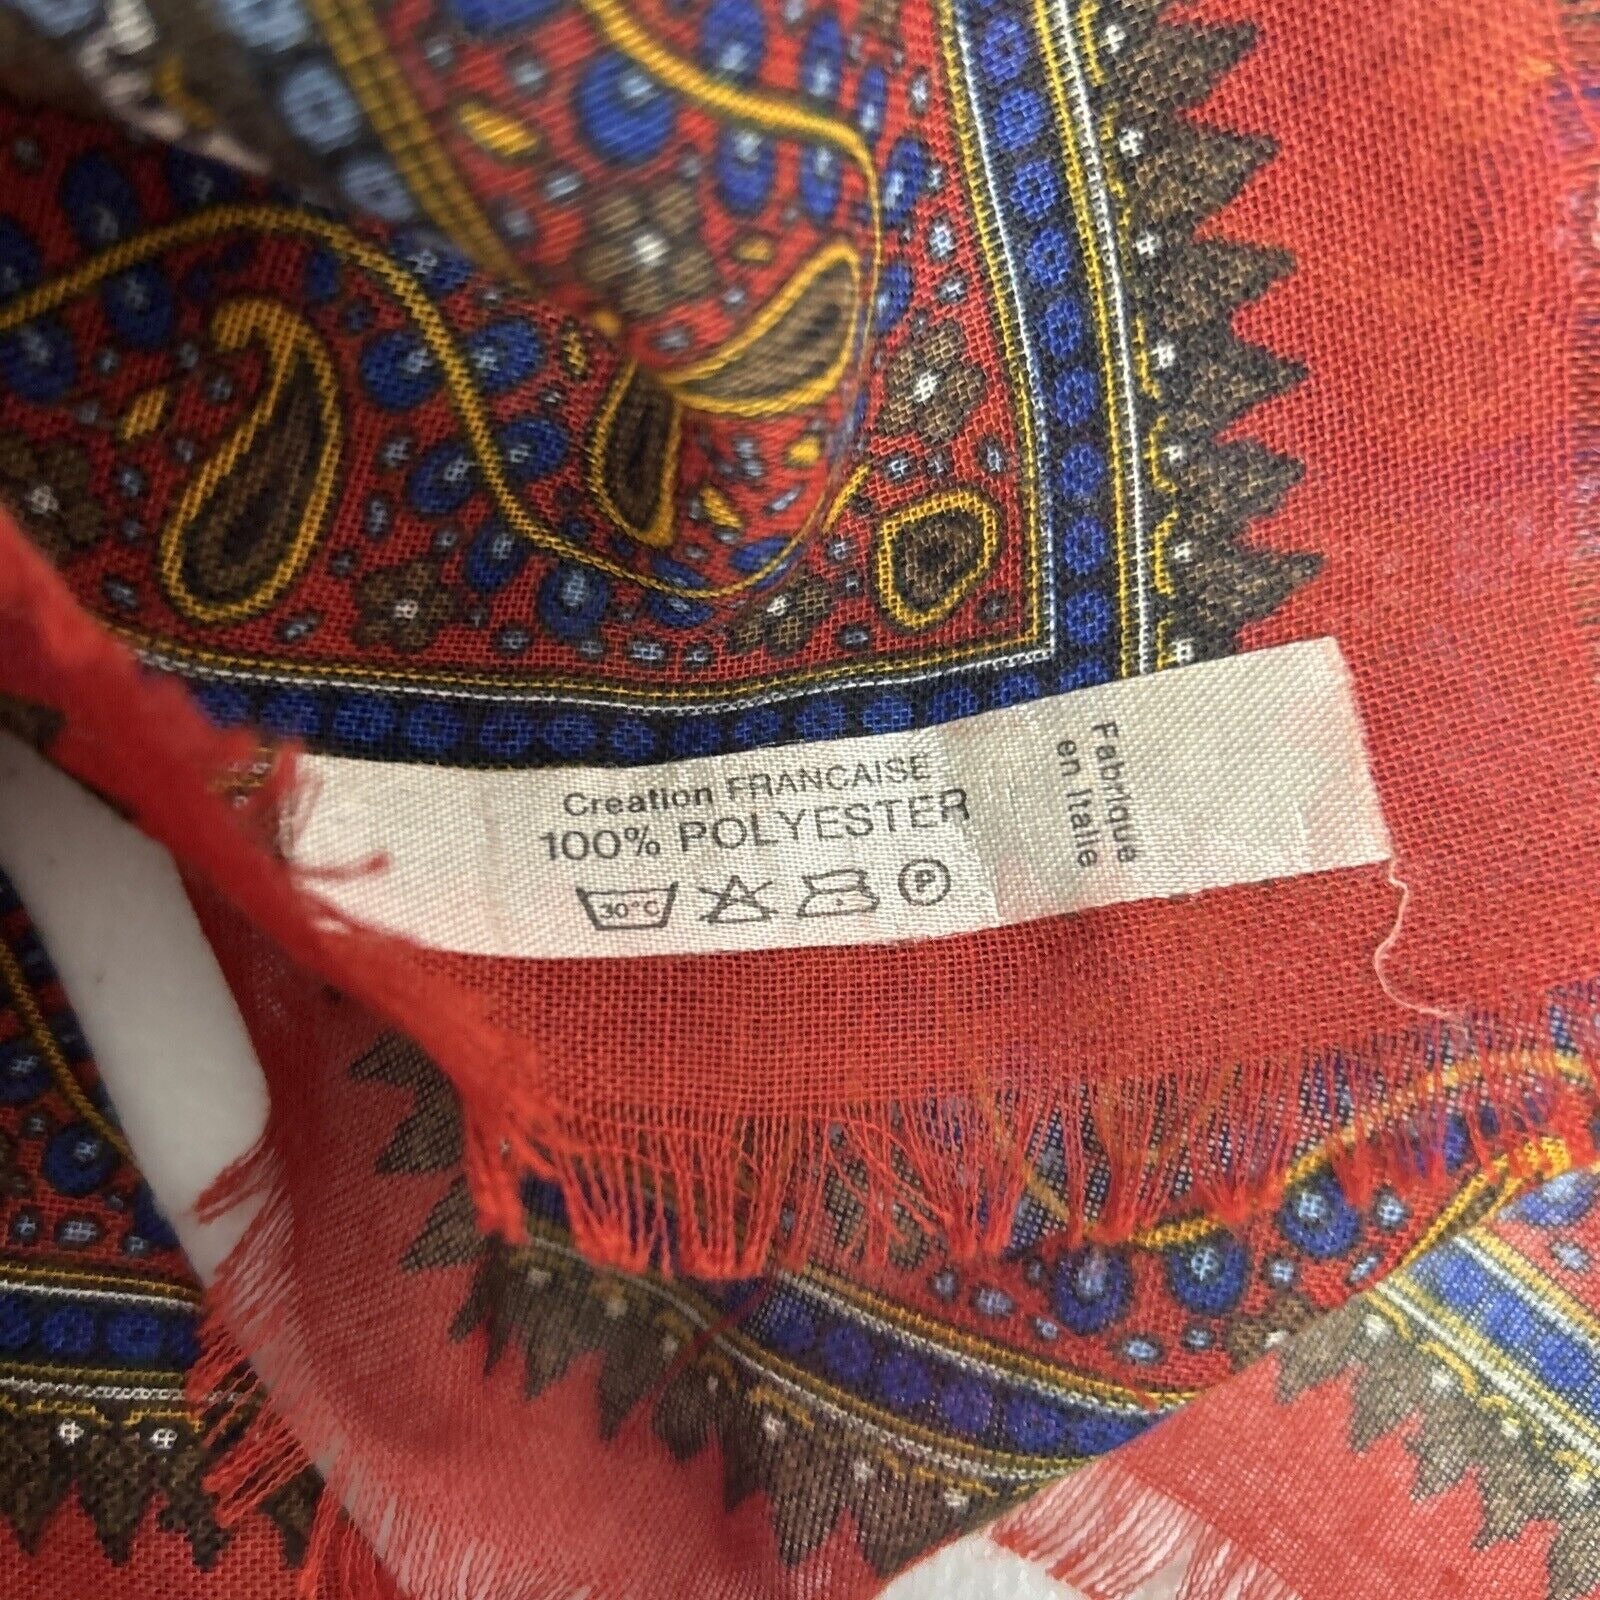 Creation FRANCAISE
100% POLYESTER
30°C P
Fabriqué
en Italie